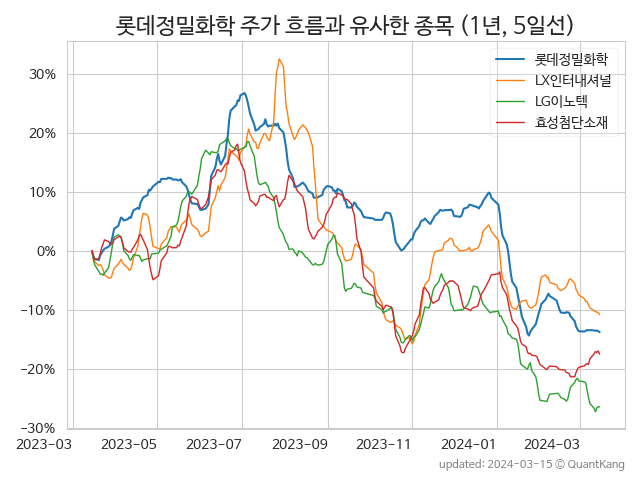 롯데정밀화학 주가 흐름과 유사한 종목 (1년, 5일선)
롯데정밀화학
LX인터내셔널
LG이노텍
효성첨단소재
30%
20%
10%
0%
−10%
−20%
−30%
2023-03 2023-05 2023-07 2023-09 2023-11 2024-01 2024-03
updated: 2024-03-15 © QuantKang